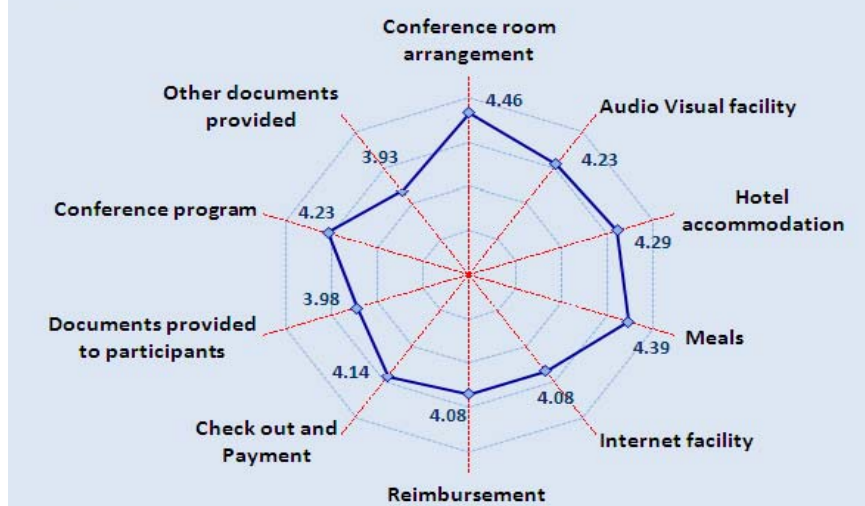 Conference room
arrangement
4.46
Audio Visual facility
4.23
Hotel
accommodation
4.29
Meals
4.39
Internet facility
4.08
Reimbursement
4.08
Check out and
Payment
4.14
Documents provided
to participants
3.98
Conference program
4.23
Other documents
provided
3.93